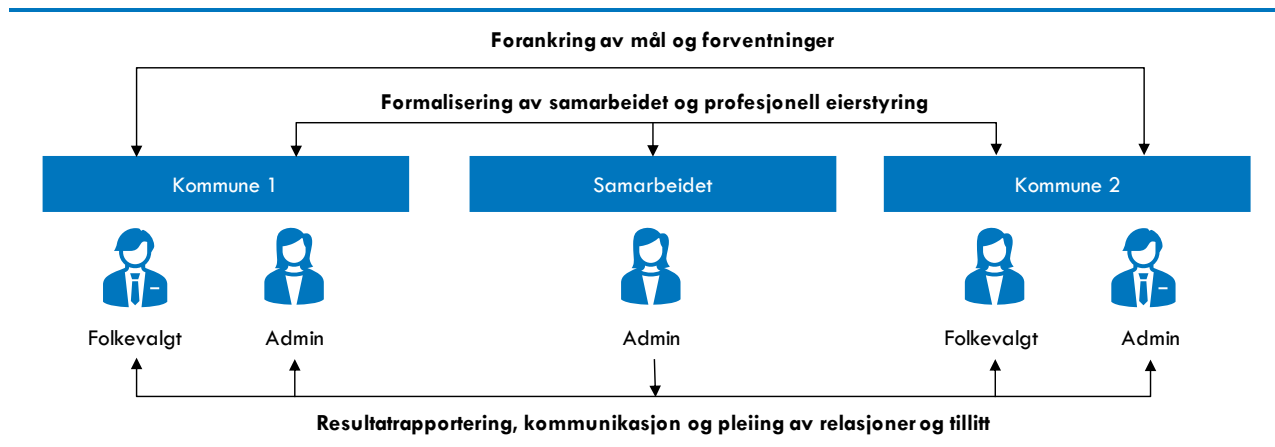 Forankring av mål og forventninger
Formalisering av samarbeidet og profesjonell eierstyring
Kommune 1
Samarbeidet
Kommune 2
Folkevalgt
Admin
Admin
Folkevalgt
Admin
Resultatrapportering, kommunikasjon og pleiing av relasjoner og tillitt